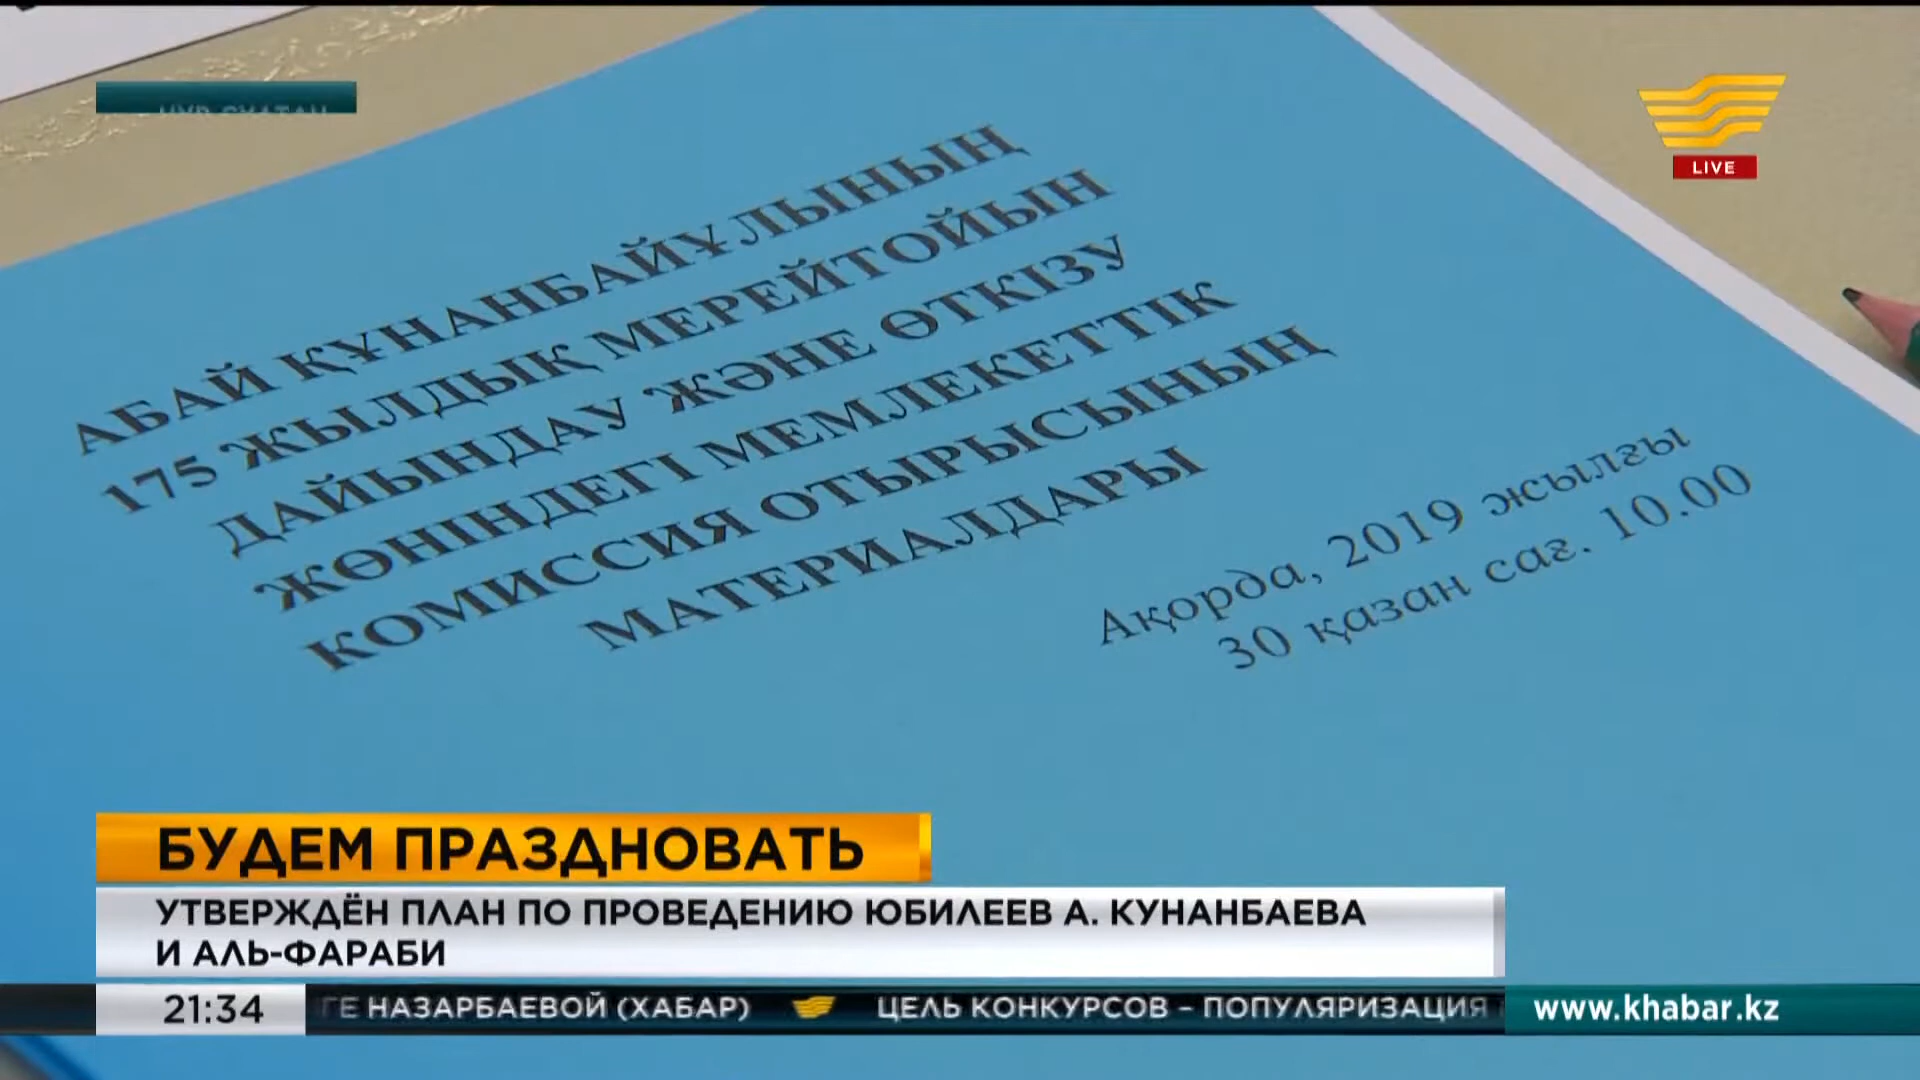 LIVE
АБАЙ ҚҰНАНБАЙҰЛЫНЫҢ
175 ЖЫЛДЫҚ МЕРЕЙТОЙЫН
ДАЙЫНДАУ ЖӘНЕ ӨТКІЗУ
ЖӨНІНДЕГІ МЕМЛЕКЕТТІК
КОМИССИЯ ОТЫРЫСЫНЫҢ
МАТЕРИАЛДАРЫ
Ақорда, 2019 жылғы
30 қазан сағ. 10.00
БУДЕМ ПРАЗДНОВАТЬ
УТВЕРЖДЁН ПЛАН ПО ПРОВЕДЕНИЮ ЮБИЛЕЕВ А. КУНАНБАЕВА
И АЛЬ-ФАРАБИ
21:34 НАЗАРБАЕВОЙ (ХАБАР) ЦЕЛЬ КОНКУРСОВ – ПОПУЛЯРИЗАЦИЯ www.khabar.kz